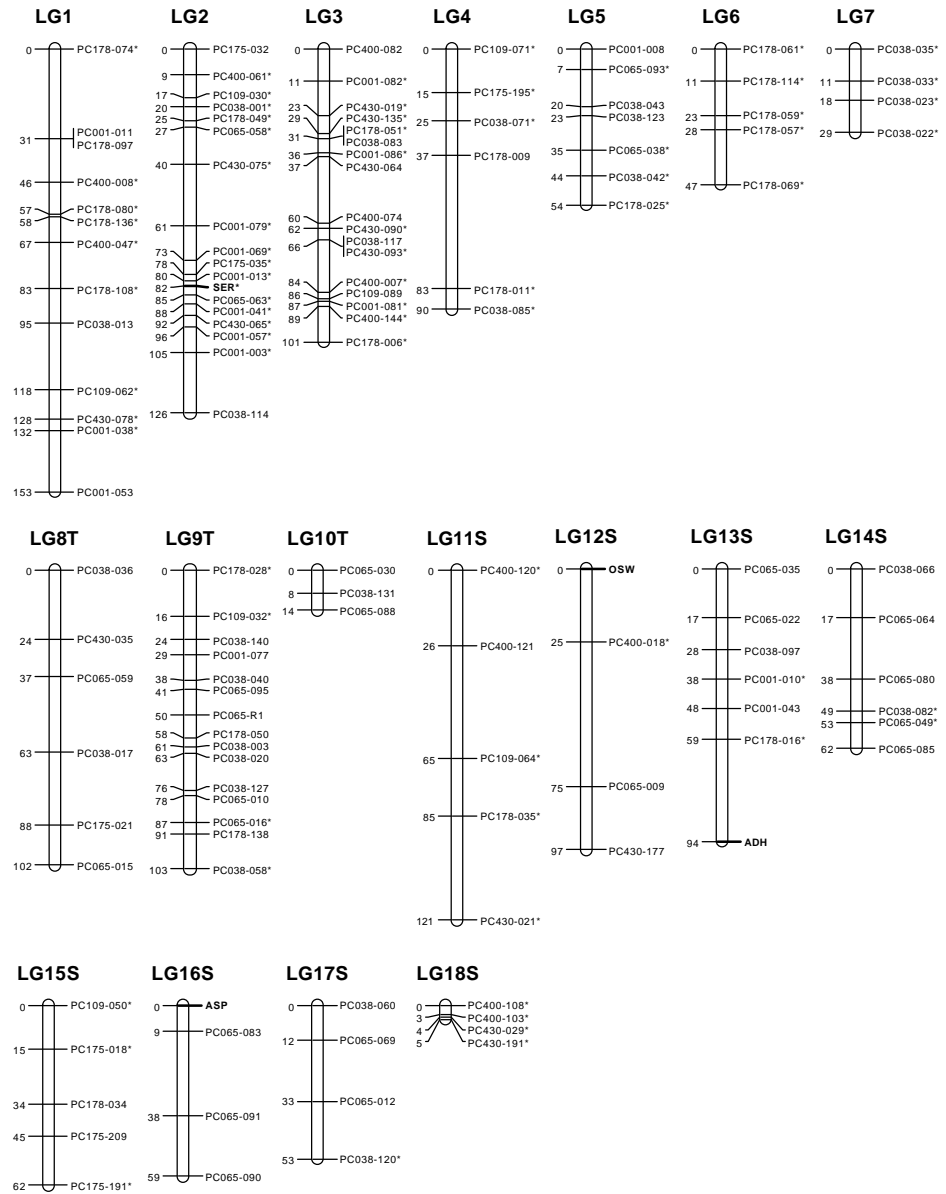 LG1
0 PC178-074*
31 PC001-011
PC178-097
46 PC400-008*
57 PC178-080*
58 PC178-136*
67 PC400-047*
83 PC178-108*
95 PC038-013
118 PC109-062*
128 PC430-078*
132 PC001-038*
153 PC001-053
LG2
0 PC175-032
9 PC400-061*
17 PC109-030*
20 PC038-001*
25 PC178-049*
27 PC065-058*
40 PC430-075*
61 PC001-079*
73 PC001-069*
78 PC175-035*
80 PC001-013*
82 SER*
85 PC065-063*
88 PC001-041*
92 PC430-065*
96 PC001-057*
105 PC001-003*
126 PC038-114
LG3
0 PC400-082
11 PC001-082*
23 PC430-019*
29 PC430-135*
31 PC178-051*
PC038-083
36 PC001-086*
37 PC430-064
60 PC400-074
62 PC430-090*
66 PC038-117
PC430-093*
84 PC400-007*
86 PC109-089
87 PC001-081*
89 PC400-144*
101 PC178-006*
LG4
0 PC109-071*
15 PC175-195*
25 PC038-071*
37 PC178-009
83 PC178-011*
90 PC038-085*
LG5
0 PC001-008
7 PC065-093*
20 PC038-043
23 PC038-123
35 PC065-038*
44 PC038-042*
54 PC178-025*
LG6
0 PC178-061*
11 PC178-114*
23 PC178-059*
28 PC178-057*
47 PC178-069*
LG7
0 PC038-035*
11 PC038-033*
18 PC038-023*
29 PC038-022*
LG8T
0 PC038-036
24 PC430-035
37 PC065-059
63 PC038-017
88 PC175-021
102 PC065-015
LG9T
0 PC178-028*
16 PC109-032*
24 PC038-140
29 PC001-077
38 PC038-040
41 PC065-095
50 PC065-R1
58 PC178-050
61 PC038-003
63 PC038-020
76 PC038-127
78 PC065-010
87 PC065-016*
91 PC178-138
103 PC038-058*
LG10T
0 PC065-030
8 PC038-131
14 PC065-088
LG11S
0 PC400-120*
26 PC400-121
65 PC109-064*
85 PC178-035*
121 PC430-021*
LG12S
0 OSW
25 PC400-018*
75 PC065-009
97 PC430-177
LG13S
0 PC065-035
17 PC065-022
28 PC038-097
38 PC001-010*
48 PC001-043
59 PC178-016*
94 ADH
LG14S
0 PC038-066
17 PC065-064
38 PC065-080
49 PC038-082*
53 PC065-049*
62 PC065-085
LG15S
0 PC109-050*
15 PC175-018*
34 PC178-034
45 PC175-209
62 PC175-191*
LG16S
0 ASP
9 PC065-083
38 PC065-091
59 PC065-090
LG17S
0 PC038-060
12 PC065-069
33 PC065-012
53 PC038-120*
LG18S
0 PC400-108*
3 PC400-103*
4 PC430-029*
5 PC430-191*